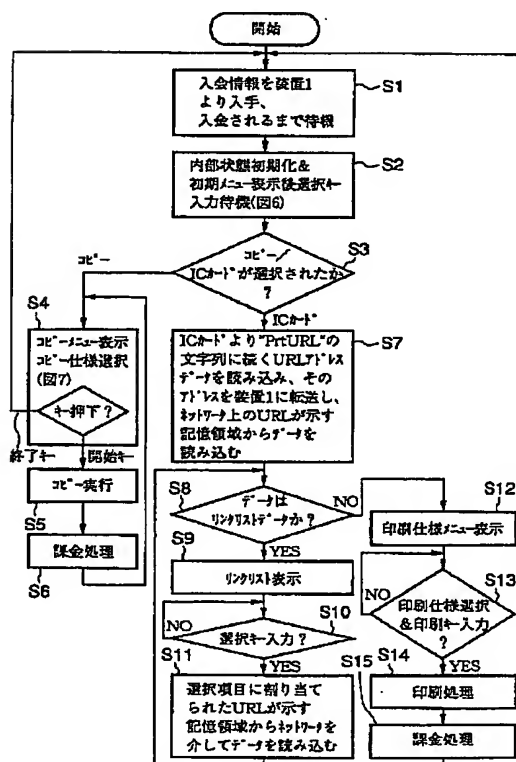 開始
入会情報を装置1
より入手、
入金されるまで待機
S1
内部状態初期化&
初期メニュー表示後選択キー
入力待機(図6)
S2
コピー/
ICカードが選択されたか
?
S3
コピー
ICカード
S4
コピーメニュー表示
コピー仕様選択
(図7)
キー押下?
終了キー
開始キー
コピー実行
S5
課金処理
S6
ICカードより"PrtURL"の
文字列に続くURLアドレス
データを読み込み、その
アドレスを装置1に転送し、
ネットワーク上のURLが示す
記憶領域からデータを
読み込む
S7
S8
データは
リンクリストデータか?
NO
YES
S9
リンクリスト表示
S10
NO
選択キー入力?
YES
S11
選択項目に割り当て
られたURLが示す
記憶領域からネットワークを
介してデータを読み込む
S12
印刷仕様メニュー表示
S13
NO
印刷仕様選択
&印刷キー入力
?
YES
S14
印刷処理
S15
課金処理